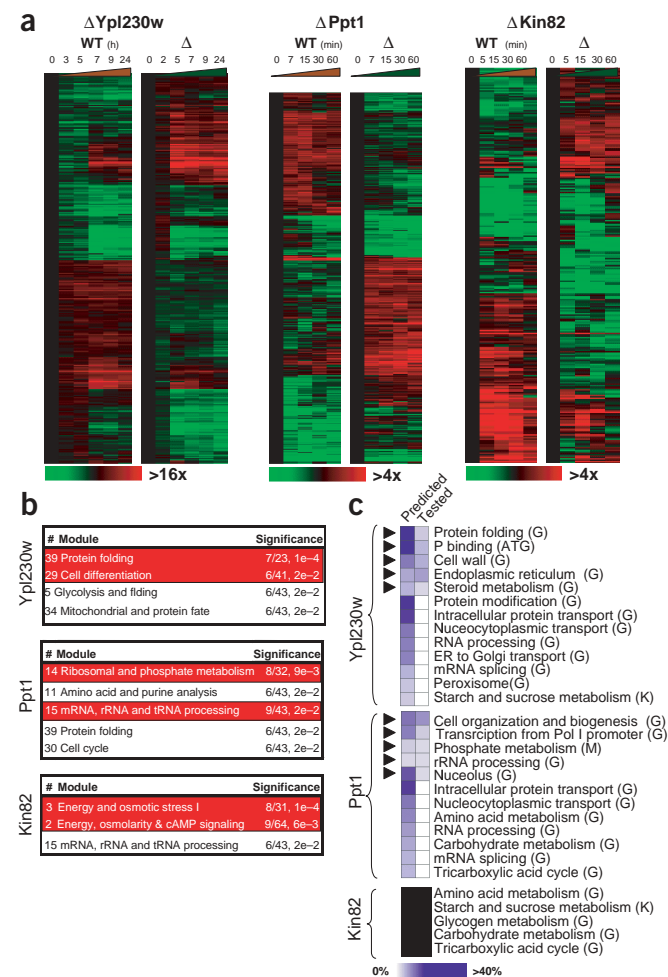 a
ΔYpl230w
ΔPpt1
ΔKin82
WT (h)
Δ
WT (min)
Δ
WT (min)
Δ
0 3 5 7 9 24
0 2 5 7 9 24
0 7 15 30 60
0 7 15 30 60
0 5 15 30 60
0 5 15 30 60
>16x
>4x
>4x
b
Ypl230w
# Module Significance
39 Protein folding 7/23, 1e–4
29 Cell differentiation 6/41, 2e–2
5 Glycolysis and flding 6/43, 2e–2
34 Mitochondrial and protein fate 6/43, 2e–2
Ppt1
# Module Significance
14 Ribosomal and phosphate metabolism 8/32, 9e–3
11 Amino acid and purine analysis 6/43, 2e–2
15 mRNA, rRNA and tRNA processing 9/43, 2e–2
39 Protein folding 6/43, 2e–2
30 Cell cycle 6/43, 2e–2
Kin82
# Module Significance
3 Energy and osmotic stress I 8/31, 1e–4
2 Energy, osmolarity & cAMP signaling 9/64, 6e–3
15 mRNA, rRNA and tRNA processing 6/43, 2e–2
c
Predicted
Tested
Ypl230w
Protein folding (G)
P binding (ATG)
Cell wall (G)
Endoplasmic reticulum (G)
Steroid metabolism (G)
Protein modification (G)
Intracellular protein transport (G)
Nuceocytoplasmic transport (G)
RNA processing (G)
ER to Golgi transport (G)
mRNA splicing (G)
Peroxisome(G)
Starch and sucrose metabolism (K)
Ppt1
Cell organization and biogenesis (G)
Transrciption from Pol I promoter (G)
Phosphate metabolism (M)
rRNA processing (G)
Nucleolus (G)
Intracellular protein transport (G)
Nucleocytoplasmic transport (G)
Amino acid metabolism (G)
RNA processing (G)
Carbohydrate metabolism (G)
mRNA splicing (G)
Tricarboxylic acid cycle (G)
Kin82
Amino acid metabolism (G)
Starch and sucrose metabolism (K)
Glycogen metabolism (G)
Carbohydrate metabolism (G)
Tricarboxylic acid cycle (G)
0% >40%